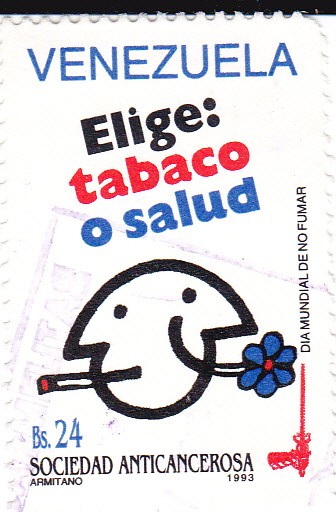 VENEZUELA
Elige:
tabaco
o salud
DIA MUNDIAL DE NO FUMAR
Bs. 24
SOCIEDAD ANTICANCEROSA
ARMITANO 1993